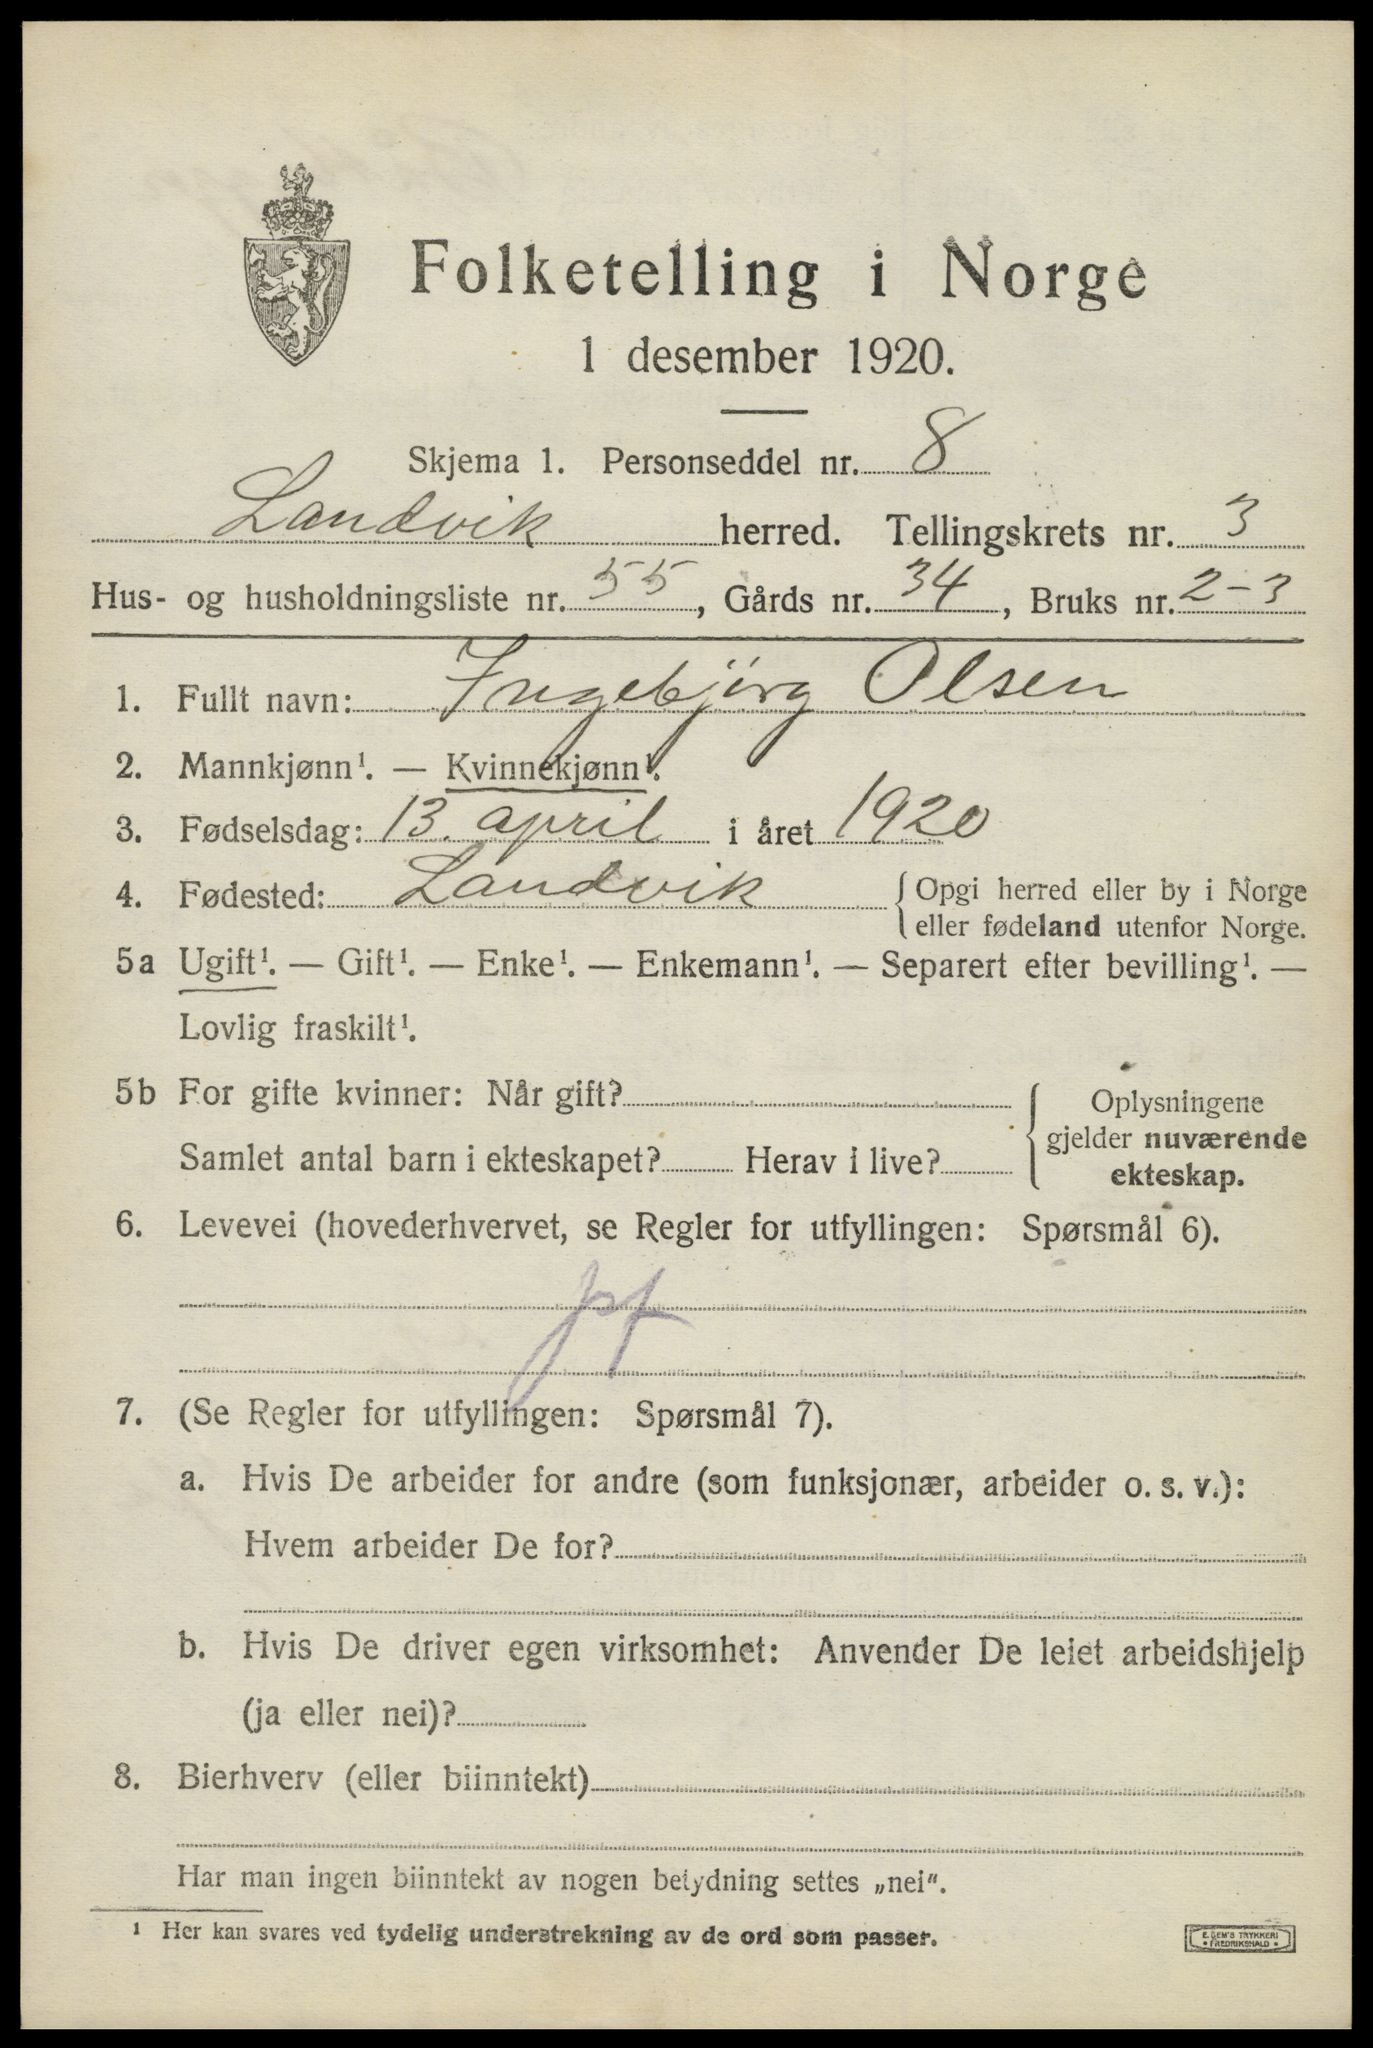 Folketelling i Norge
1 desember 1920.
Skjema 1. Personseddel nr. 8
Landvik herred. Tellingskrets nr. 3
Hus- og husholdningsliste nr. 55, Gårds nr. 34, Bruks nr. 2-3
1. Fullt navn: Ingebjörg Olsen
2. Mannkjønn¹. — Kvinnekjønn¹.
3. Fødselsdag: 13. april i året 1920
4. Fødested: Landvik { Opgi herred eller by i Norge
eller fødeland utenfor Norge.
5a Ugift¹. — Gift¹. — Enke¹. — Enkemann¹. — Separert efter bevilling¹. —
Lovlig fraskilt¹.
5b For gifte kvinner: Når gift? { Oplysningene
gjelder nuværende
Samlet antal barn i ekteskapet? Herav i live? ekteskap.
6. Levevei (hovederhvervet, se Regler for utfyllingen: Spørsmål 6).
7. (Se Regler for utfyllingen: Spørsmål 7).
a. Hvis De arbeider for andre (som funksjonær, arbeider o. s. v.):
Hvem arbeider De for?
b. Hvis De driver egen virksomhet: Anvender De leiet arbeidshjelp
(ja eller nei)?
8. Bierhverv (eller biinntekt)
Har man ingen biinntekt av nogen betydning settes „nei".
¹ Her kan svares ved tydelig understrekning av de ord som passer.
E. SEM'S TRYKKERI
• FREDRIKSHALD •